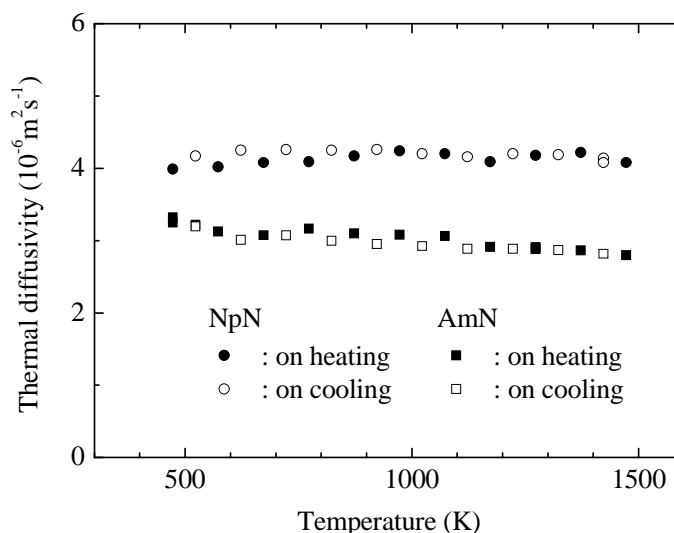 6
4
2
0
Thermal diffusivity (10⁻⁶m²s⁻¹)
NpN AmN
: on heating : on heating
: on cooling : on cooling
500 1000 1500
Temperature (K)